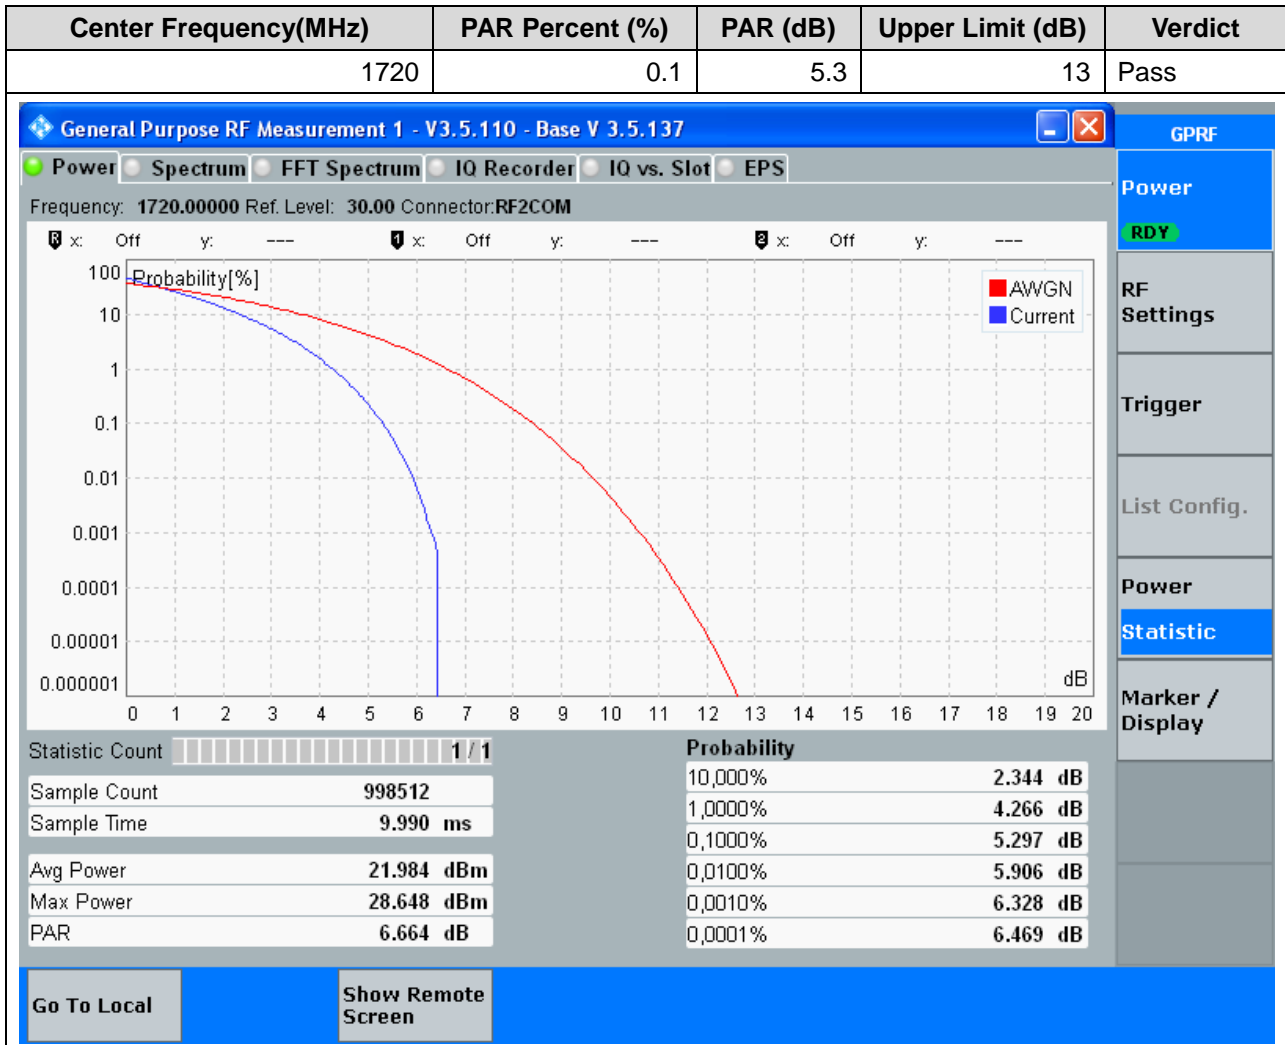 Center Frequency(MHz) PAR Percent (%) PAR (dB) Upper Limit (dB) Verdict
1720 0.1 5.3 13 Pass
General Purpose RF Measurement 1 - V3.5.110 - Base V 3.5.137
GPRF
Power Spectrum FFT Spectrum IQ Recorder IQ vs. Slot EPS
Frequency: 1720.00000 Ref. Level: 30.00 Connector:RF2COM
R x: Off y: --- 1 x: Off y: --- 2 x: Off y: ---
Probability[%]
AWGN
Current
100
10
1
0.1
0.01
0.001
0.0001
0.00001
0.000001
dB
0 1 2 3 4 5 6 7 8 9 10 11 12 13 14 15 16 17 18 19 20
Statistic Count 1 / 1
Sample Count 998512
Sample Time 9.990 ms
Avg Power 21.984 dBm
Max Power 28.648 dBm
PAR 6.664 dB
Probability
10,000% 2.344 dB
1,0000% 4.266 dB
0,1000% 5.297 dB
0,0100% 5.906 dB
0,0010% 6.328 dB
0,0001% 6.469 dB
Power
RDY
RF
Settings
Trigger
List Config.
Power
Statistic
Marker /
Display
Go To Local
Show Remote
Screen